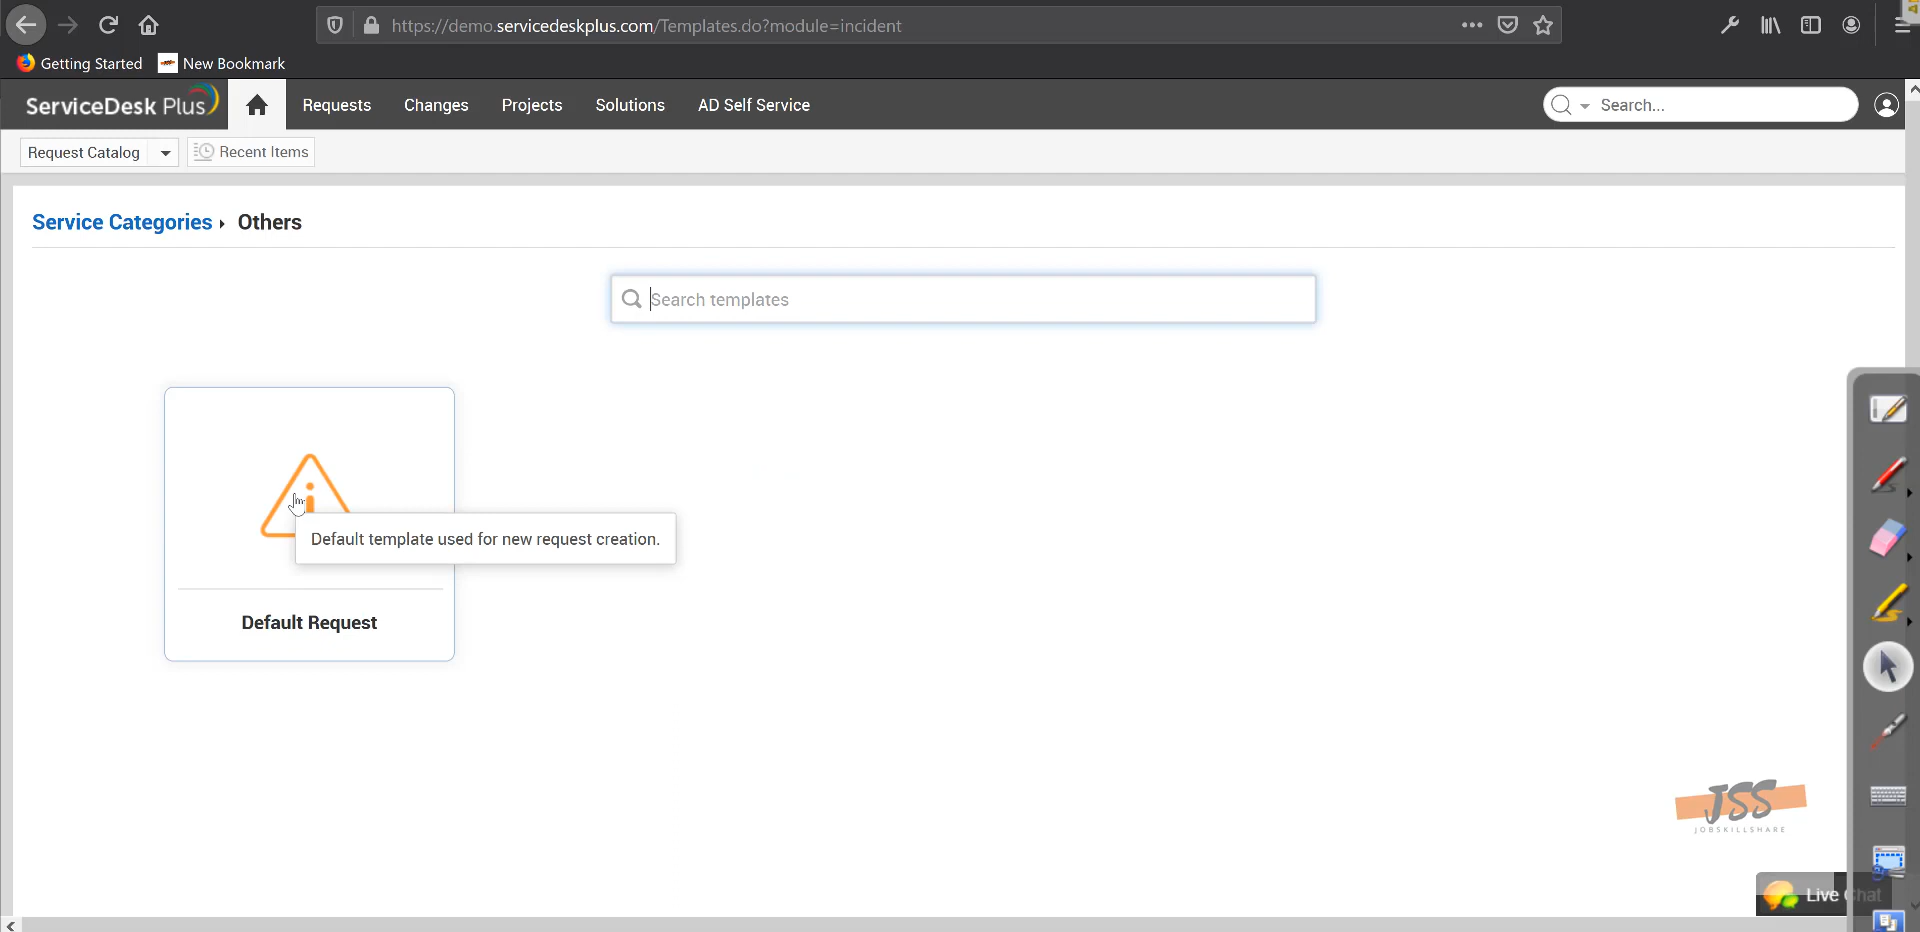 https://demo.servicedeskplus.com/Templates.do?module=incident
Getting Started New Bookmark
ServiceDesk Plus Requests Changes Projects Solutions AD Self Service Search...
Request Catalog Recent Items
Service Categories Others
Search templates
Default template used for new request creation.
Default Request
JSS
JOBSKILLSHARE
Live Chat